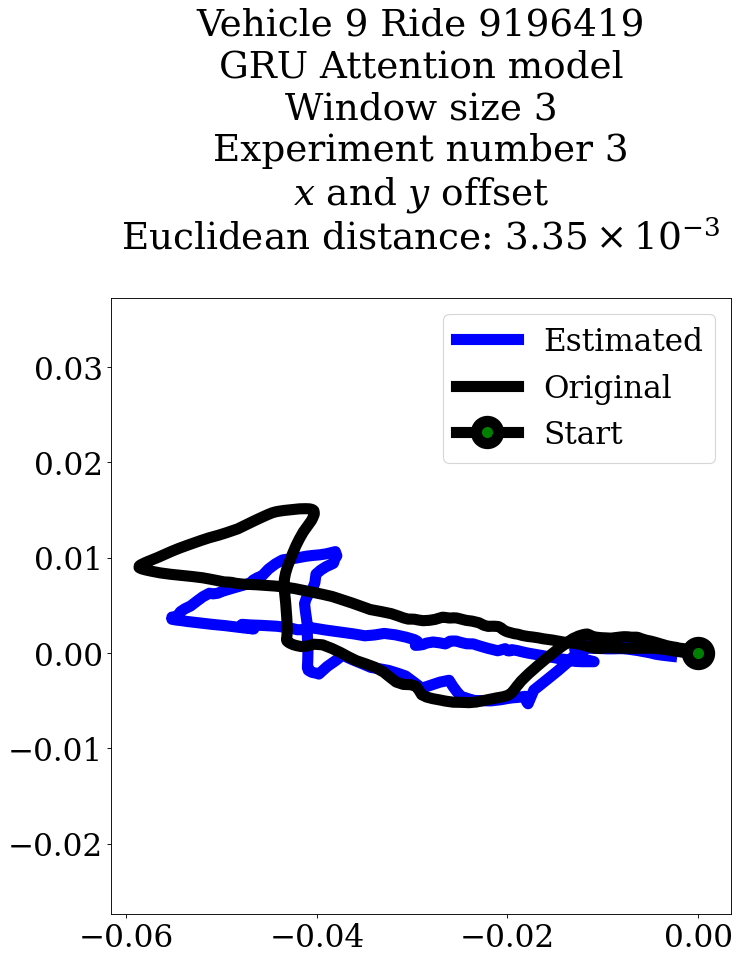 Vehicle 9 Ride 9196419
GRU Attention model
Window size 3
Experiment number 3
x and y offset
Euclidean distance: 3.35 × 10⁻³
Estimated
Original
Start
0.03
0.02
0.01
0.00
−0.01
−0.02
−0.06 −0.04 −0.02 0.00